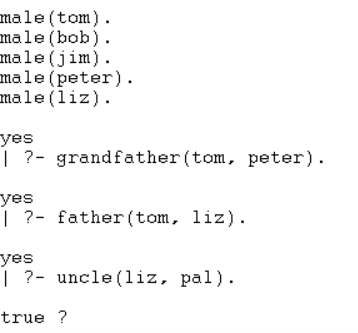 male(tom).
male(bob).
male(jim).
male(peter).
male(liz).
yes
| ?- grandfather(tom, peter).
yes
| ?- father(tom, liz).
yes
| ?- uncle(liz, pal).
true ?